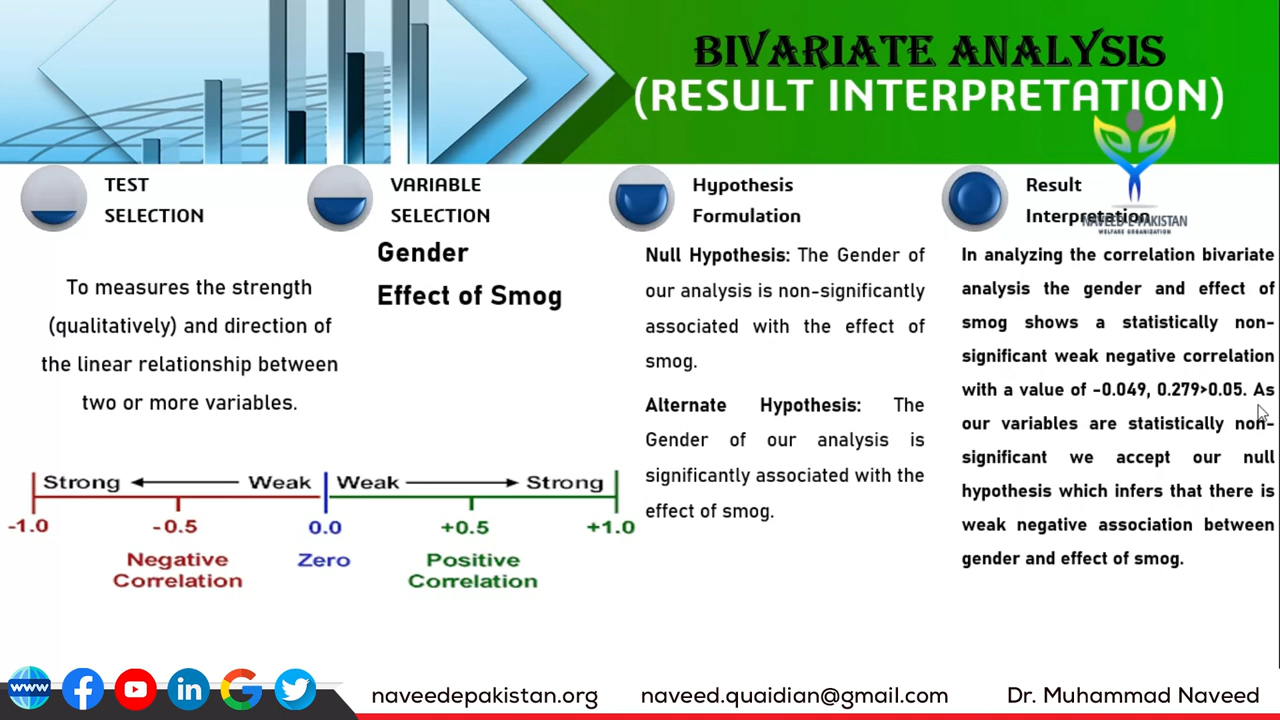 BIVARIATE ANALYSIS
(RESULT INTERPRETATION)
NAVEED-E-PAKISTAN
WELFARE ORGANIZATION
TEST
SELECTION
To measures the strength
(qualitatively) and direction of
the linear relationship between
two or more variables.
VARIABLE
SELECTION
Gender
Effect of Smog
Hypothesis
Formulation
Null Hypothesis: The Gender of
our analysis is non-significantly
associated with the effect of
smog.
Alternate Hypothesis: The
Gender of our analysis is
significantly associated with the
effect of smog.
Result
Interpretation
In analyzing the correlation bivariate
analysis the gender and effect of
smog shows a statistically non-
significant weak negative correlation
with a value of -0.049, 0.279>0.05. As
our variables are statistically non-
significant we accept our null
hypothesis which infers that there is
weak negative association between
gender and effect of smog.
Strong Weak Weak Strong
-1.0 -0.5 0.0 +0.5 +1.0
Negative Zero Positive
Correlation Correlation
www
naveedepakistan.org naveed.quaidian@gmail.com Dr. Muhammad Naveed